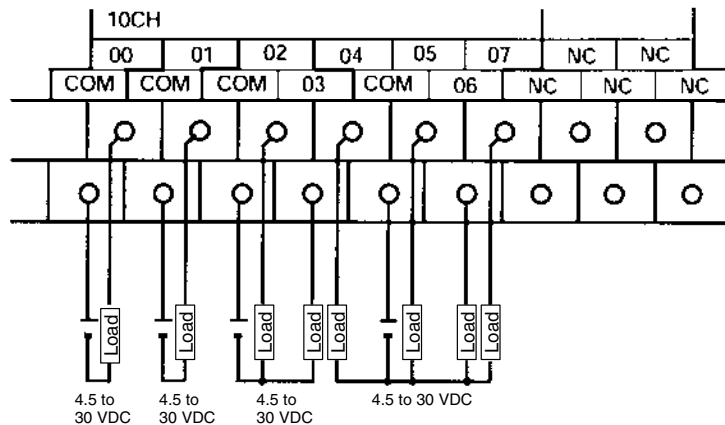 10CH
00 01 02 04 05 07 NC NC
COM COM COM 03 COM 06 NC NC NC
Load Load Load Load Load Load Load Load
4.5 to 30 VDC 4.5 to 30 VDC 4.5 to 30 VDC 4.5 to 30 VDC